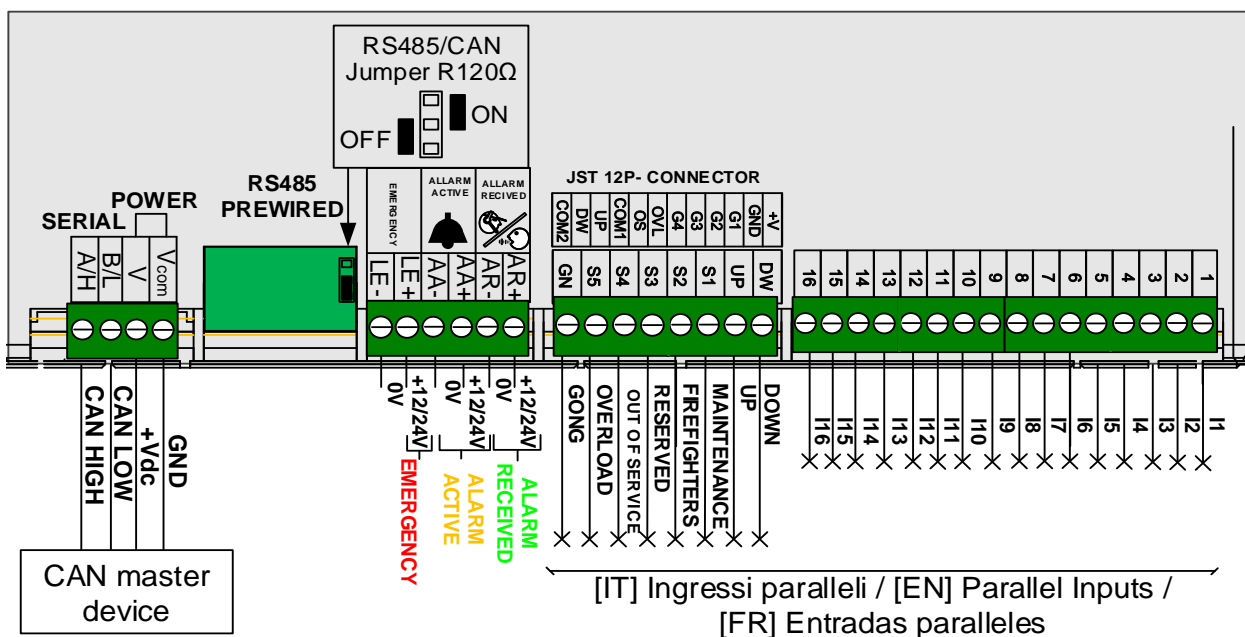 RS485/CAN
Jumper R120Ω
ON
OFF
JST 12P- CONNECTOR
RS485
PREWIRED
POWER
SERIAL
EMERGENCY
ALLARM
ACTIVE
ALLARM
RECIVED
COM2
DW
UP
COM1
OS
OVL
G4
G3
G2
G1
GND
+V
A/H
B/L
V
Vcom
LE-
LE+
AA-
AA+
AR-
AR+
GN
S5
S4
S3
S2
S1
UP
DW
16
15
14
13
12
11
10
9
8
7
6
5
4
3
2
1
CAN HIGH
CAN LOW
+Vdc
GND
0V
+12/24V
0V
+12/24V
0V
+12/24V
EMERGENCY
ALARM
ACTIVE
ALARM
RECEIVED
GONG
OVERLOAD
OUT OF SERVICE
RESERVED
FIREFIGHTERS
MAINTENANCE
UP
DOWN
I16
I15
I14
I13
I12
I11
I10
I9
I8
I7
I6
I5
I4
I3
I2
I1
CAN master
device
[IT] Ingressi paralleli / [EN] Parallel Inputs /
[FR] Entradas paralleles